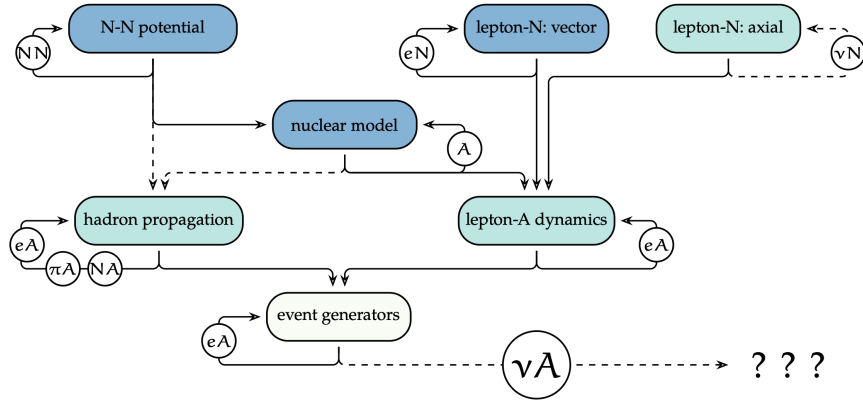 N-N potential
lepton-N: vector
lepton-N: axial
NN
eN
νN
nuclear model
A
hadron propagation
lepton-A dynamics
eA
πA
NA
eA
event generators
eA
νA
? ? ?